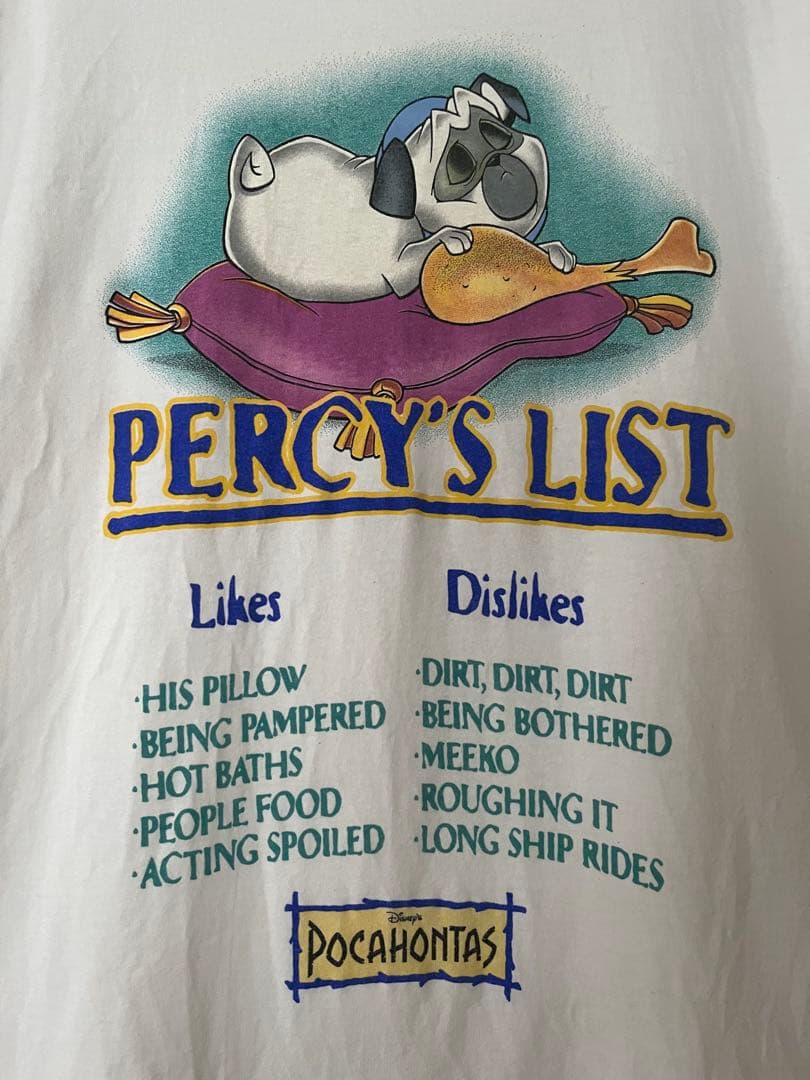 PERCY'S LIST
Likes
·HIS PILLOW
·BEING PAMPERED
·HOT BATHS
·PEOPLE FOOD
·ACTING SPOILED
Dislikes
·DIRT, DIRT, DIRT
·BEING BOTHERED
·MEEKO
·ROUGHING IT
·LONG SHIP RIDES
Disney's
POCAHONTAS